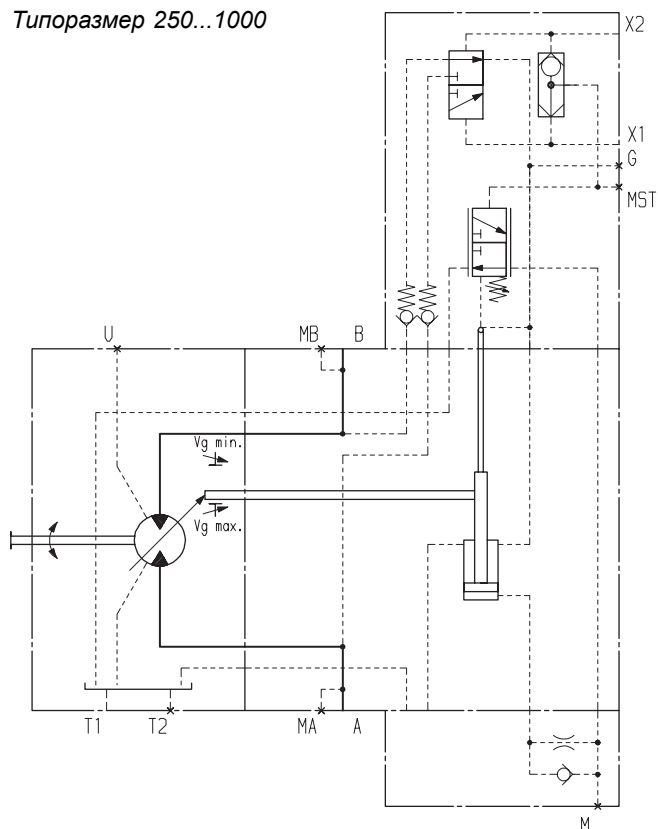 Типоразмер 250...1000
X2
X1
G
MST
U
MB
B
Vg min.
Vg max.
T1
T2
MA
A
M